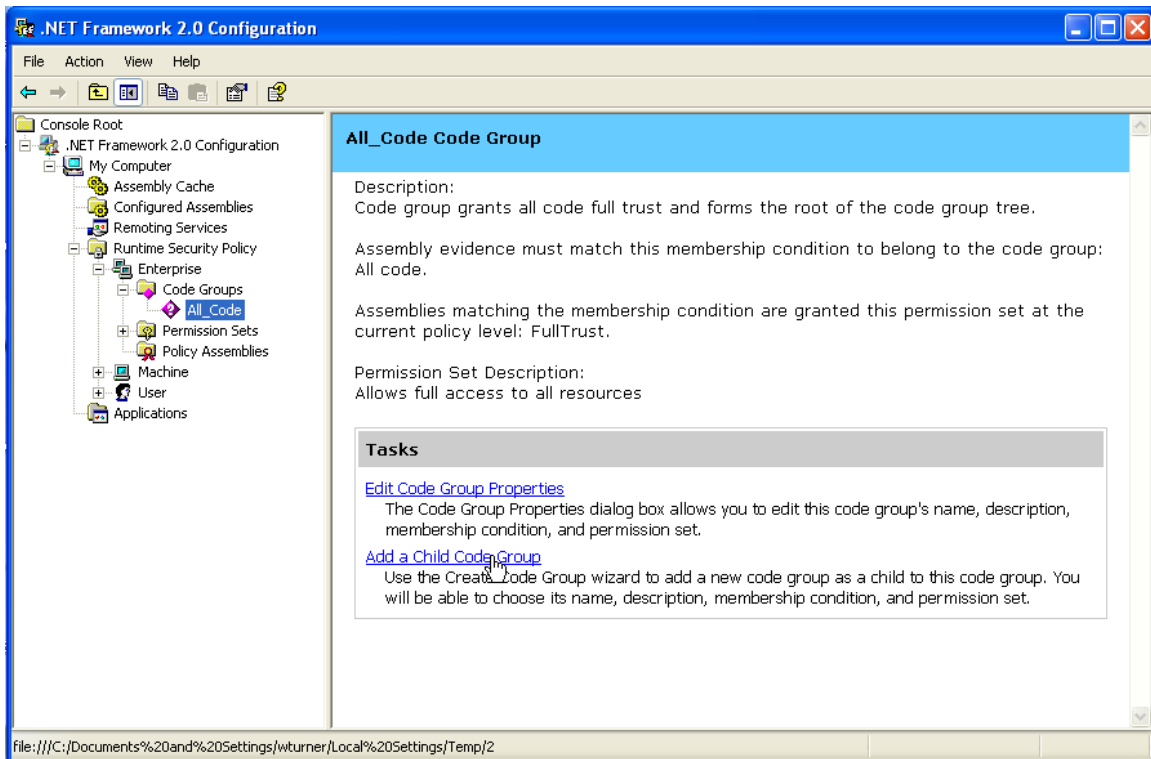 .NET Framework 2.0 Configuration
File Action View Help
Console Root
.NET Framework 2.0 Configuration
My Computer
Assembly Cache
Configured Assemblies
Remoting Services
Runtime Security Policy
Enterprise
Code Groups
All_Code
Permission Sets
Policy Assemblies
Machine
User
Applications
All_Code Code Group
Description:
Code group grants all code full trust and forms the root of the code group tree.
Assembly evidence must match this membership condition to belong to the code group:
All code.
Assemblies matching the membership condition are granted this permission set at the
current policy level: FullTrust.
Permission Set Description:
Allows full access to all resources
Tasks
Edit Code Group Properties
The Code Group Properties dialog box allows you to edit this code group's name, description,
membership condition, and permission set.
Add a Child Code Group
Use the Create Code Group wizard to add a new code group as a child to this code group. You
will be able to choose its name, description, membership condition, and permission set.
file:///C:/Documents%20and%20Settings/wturner/Local%20Settings/Temp/2